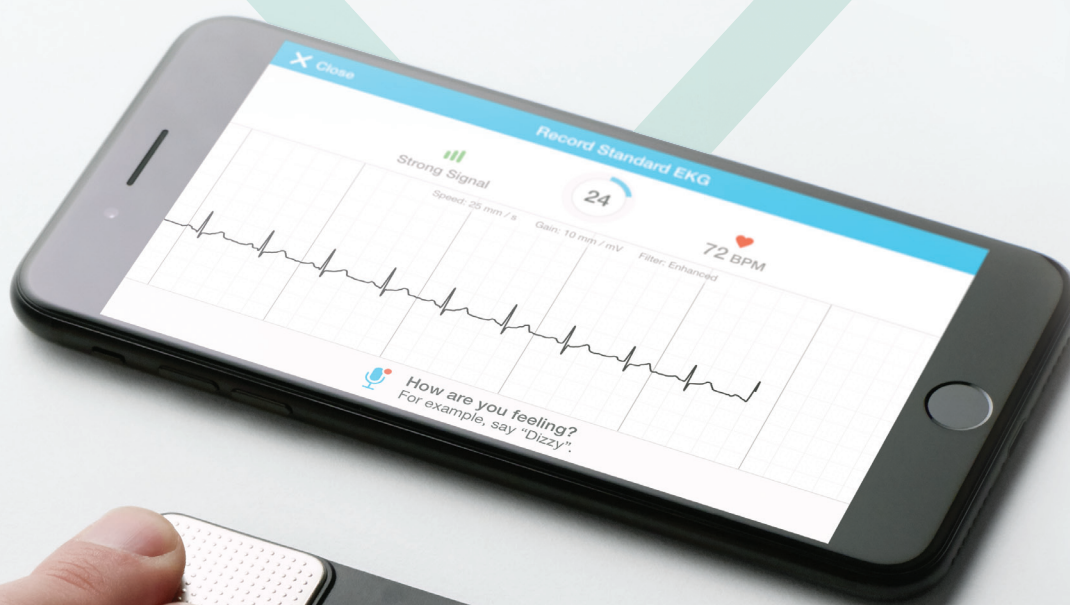 Close
Record Standard EKG
Strong Signal
24
72 BPM
Speed: 25 mm / s Gain: 10 mm / mV Filter: Enhanced
How are you feeling?
For example, say “Dizzy”.